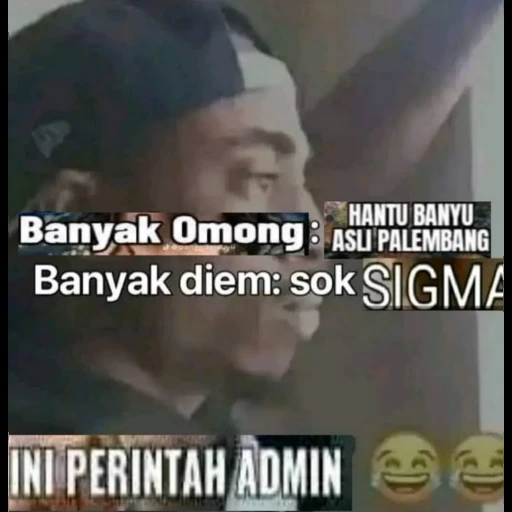 Banyak Omong : HANTU BANYU ASLI PALEMBANG
Banyak diem: sok SIGMA
INI PERINTAH ADMIN 😂😂